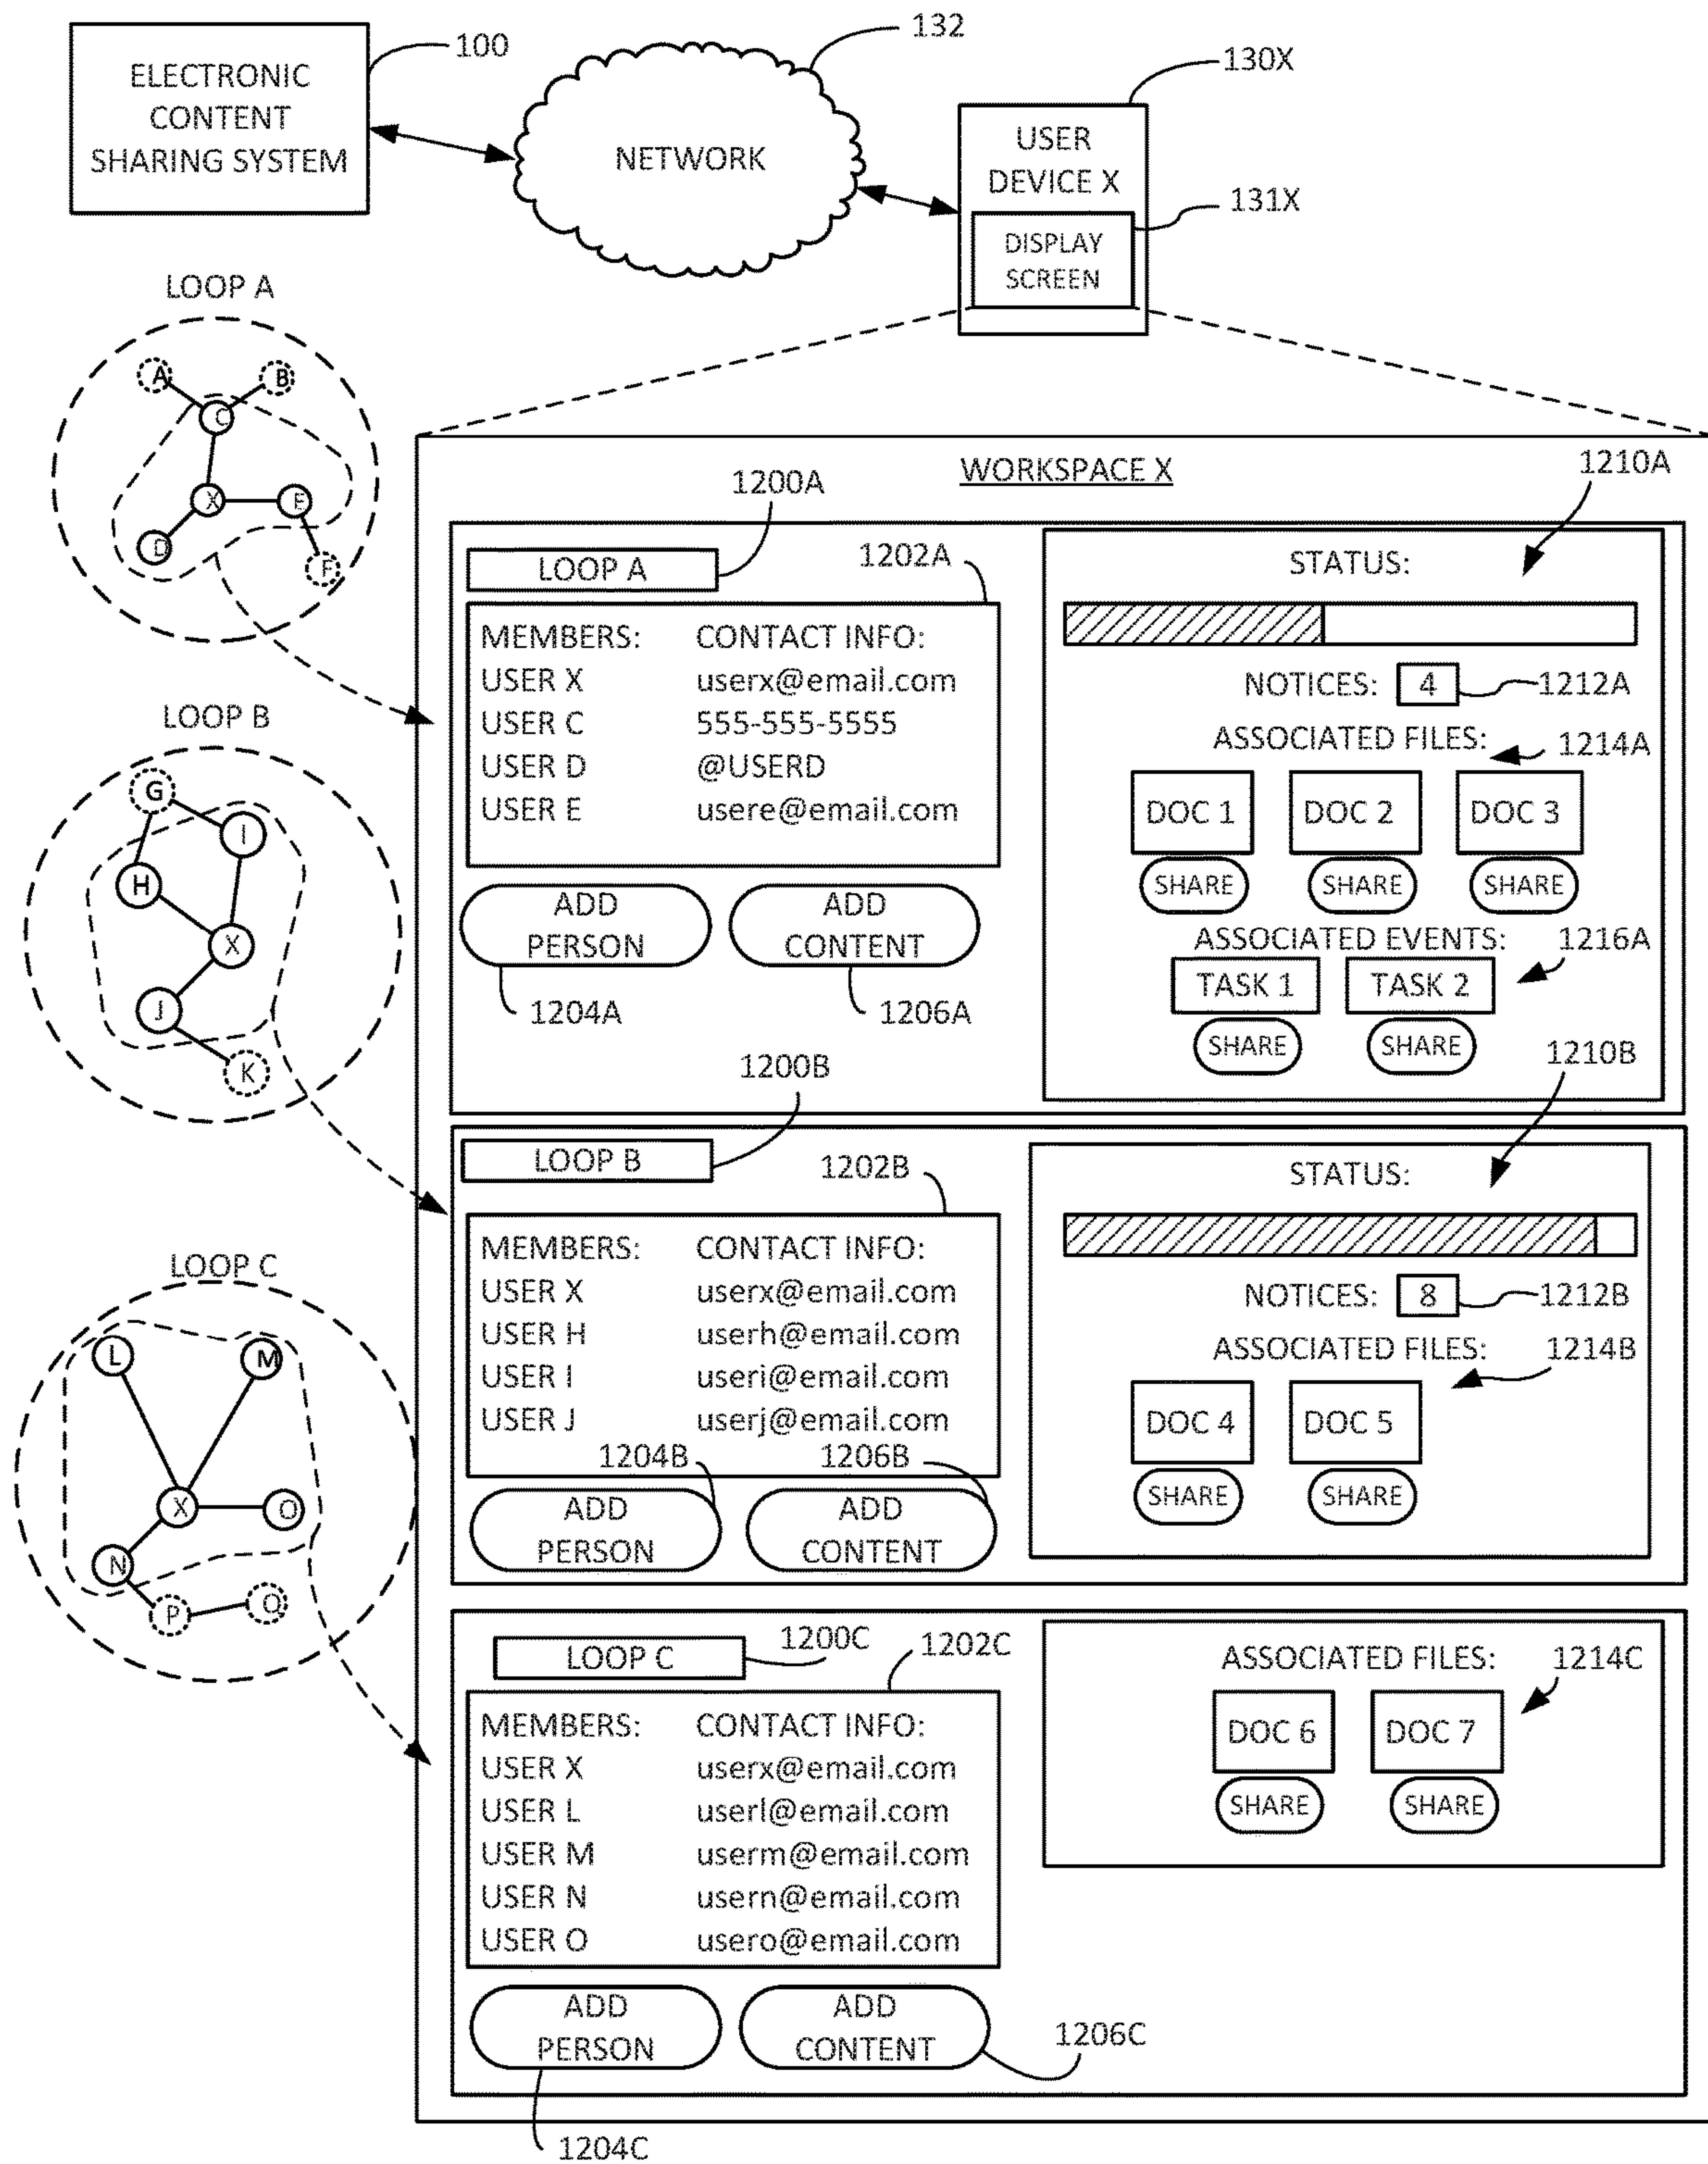 ELECTRONIC
CONTENT
SHARING SYSTEM
100
NETWORK
132
USER
DEVICE X
130X
DISPLAY
SCREEN
131X
LOOP A
A
B
C
X
E
D
F
LOOP B
G
I
H
X
J
K
LOOP C
L
M
X
O
N
P
Q
WORKSPACE X
1200A
LOOP A
1202A
MEMBERS: CONTACT INFO:
USER X userx@email.com
USER C 555-555-5555
USER D @USERD
USER E usere@email.com
ADD
PERSON
ADD
CONTENT
1204A
1206A
1210A
STATUS:
NOTICES: 4 1212A
ASSOCIATED FILES: 1214A
DOC 1 DOC 2 DOC 3
SHARE SHARE SHARE
ASSOCIATED EVENTS: 1216A
TASK 1 TASK 2
SHARE SHARE
1200B
LOOP B
1202B
MEMBERS: CONTACT INFO:
USER X userx@email.com
USER H userh@email.com
USER I useri@email.com
USER J userj@email.com
1204B 1206B
ADD
PERSON
ADD
CONTENT
1210B
STATUS:
NOTICES: 8 1212B
ASSOCIATED FILES: 1214B
DOC 4 DOC 5
SHARE SHARE
LOOP C
1200C
1202C
MEMBERS: CONTACT INFO:
USER X userx@email.com
USER L userl@email.com
USER M userm@email.com
USER N usern@email.com
USER O usero@email.com
ADD
PERSON
ADD
CONTENT
1204C
1206C
ASSOCIATED FILES: 1214C
DOC 6 DOC 7
SHARE SHARE